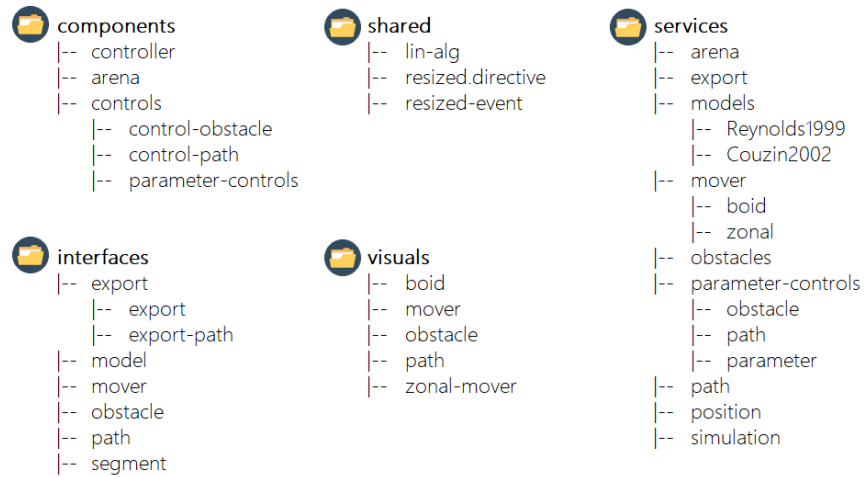 components
|-- controller
|-- arena
|-- controls
|-- control-obstacle
|-- control-path
|-- parameter-controls
shared
|-- lin-alg
|-- resized.directive
|-- resized-event
services
|-- arena
|-- export
|-- models
|-- Reynolds1999
|-- Couzin2002
|-- mover
|-- boid
|-- zonal
|-- obstacles
|-- parameter-controls
|-- obstacle
|-- path
|-- parameter
|-- path
|-- position
|-- simulation
interfaces
|-- export
|-- export
|-- export-path
|-- model
|-- mover
|-- obstacle
|-- path
|-- segment
visuals
|-- boid
|-- mover
|-- obstacle
|-- path
|-- zonal-mover